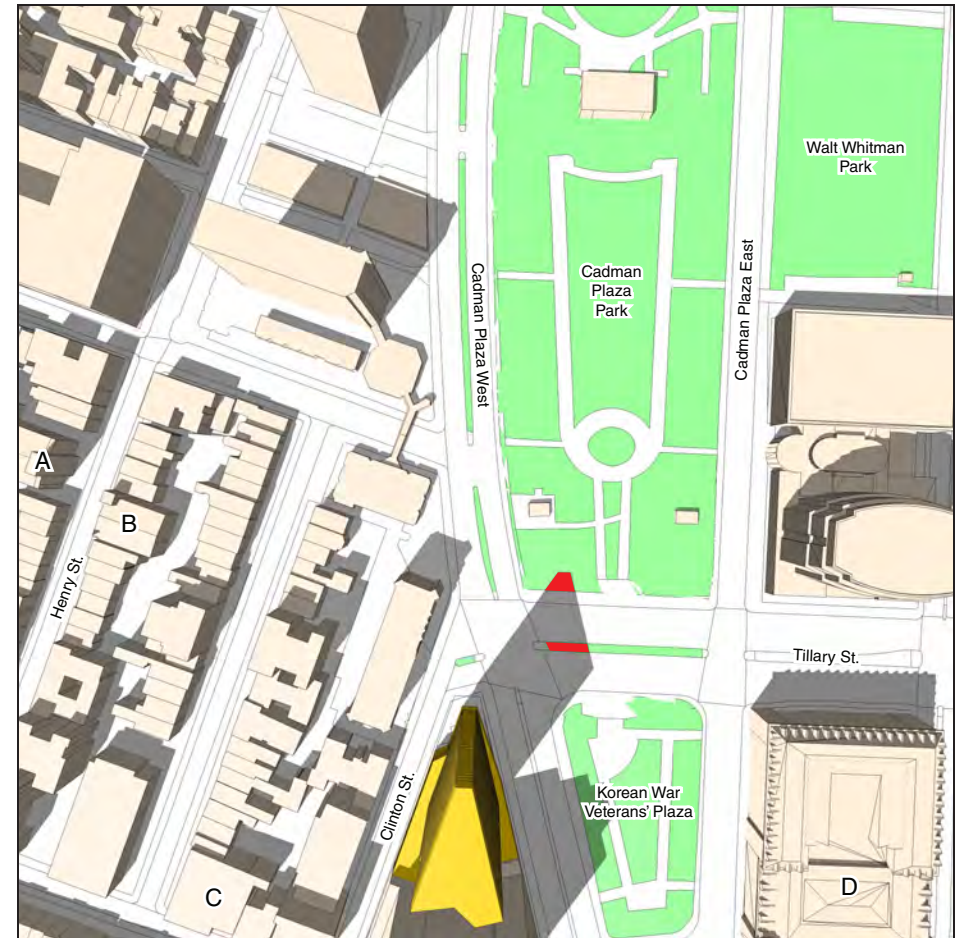 Walt Whitman
Park
Cadman
Plaza
Park
Cadman Plaza East
Cadman Plaza West
A
B
Henry St.
Tillary St.
Korean War
Veterans' Plaza
Clinton St.
C
D